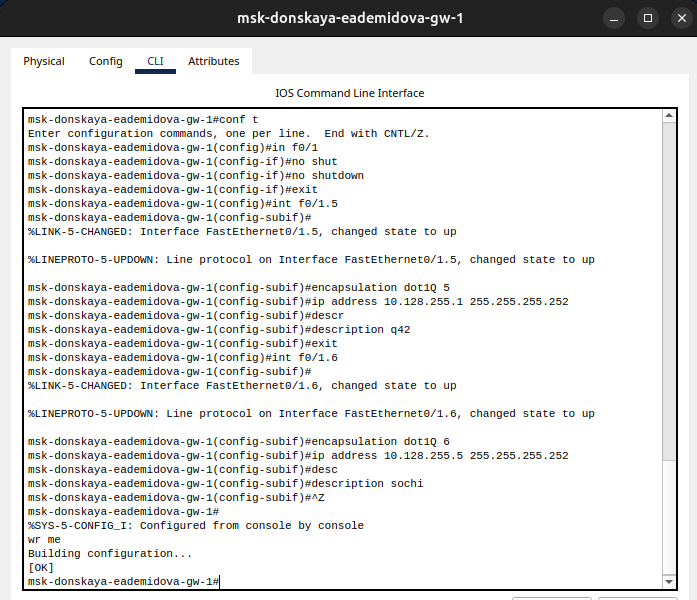 msk-donskaya-eademidova-gw-1
Physical Config CLI Attributes
IOS Command Line Interface
msk-donskaya-eademidova-gw-1#conf t
Enter configuration commands, one per line.  End with CNTL/Z.
msk-donskaya-eademidova-gw-1(config)#in f0/1
msk-donskaya-eademidova-gw-1(config-if)#no shut
msk-donskaya-eademidova-gw-1(config-if)#no shutdown
msk-donskaya-eademidova-gw-1(config-if)#exit
msk-donskaya-eademidova-gw-1(config)#int f0/1.5
msk-donskaya-eademidova-gw-1(config-subif)#
%LINK-5-CHANGED: Interface FastEthernet0/1.5, changed state to up
%LINEPROTO-5-UPDOWN: Line protocol on Interface FastEthernet0/1.5, changed state to up
msk-donskaya-eademidova-gw-1(config-subif)#encapsulation dot1Q 5
msk-donskaya-eademidova-gw-1(config-subif)#ip address 10.128.255.1 255.255.255.252
msk-donskaya-eademidova-gw-1(config-subif)#descr
msk-donskaya-eademidova-gw-1(config-subif)#description q42
msk-donskaya-eademidova-gw-1(config-subif)#exit
msk-donskaya-eademidova-gw-1(config)#int f0/1.6
msk-donskaya-eademidova-gw-1(config-subif)#
%LINK-5-CHANGED: Interface FastEthernet0/1.6, changed state to up
%LINEPROTO-5-UPDOWN: Line protocol on Interface FastEthernet0/1.6, changed state to up
msk-donskaya-eademidova-gw-1(config-subif)#encapsulation dot1Q 6
msk-donskaya-eademidova-gw-1(config-subif)#ip address 10.128.255.5 255.255.255.252
msk-donskaya-eademidova-gw-1(config-subif)#desc
msk-donskaya-eademidova-gw-1(config-subif)#description sochi
msk-donskaya-eademidova-gw-1(config-subif)#^Z
msk-donskaya-eademidova-gw-1#
%SYS-5-CONFIG_I: Configured from console by console
wr me
Building configuration...
[OK]
msk-donskaya-eademidova-gw-1#